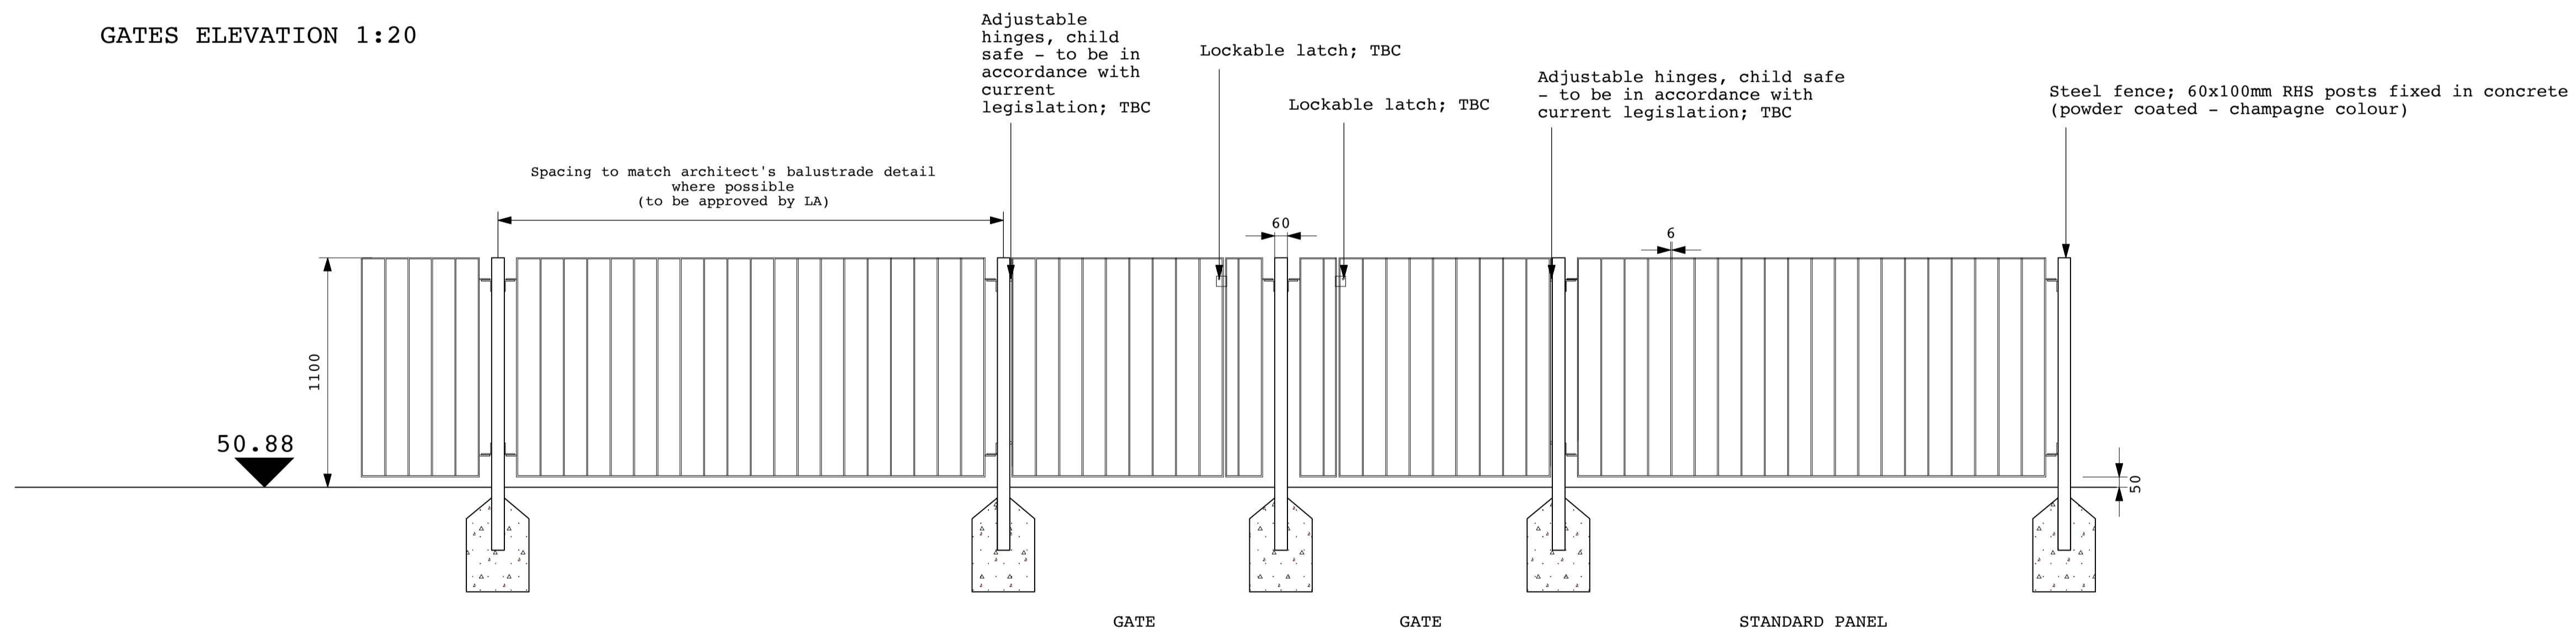 GATES ELEVATION 1:20
Adjustable
hinges, child
safe - to be in
accordance with
current
legislation; TBC
Lockable latch; TBC
Lockable latch; TBC
Adjustable hinges, child safe
- to be in accordance with
current legislation; TBC
Steel fence; 60x100mm RHS posts fixed in concrete
(powder coated - champagne colour)
Spacing to match architect's balustrade detail
where possible
(to be approved by LA)
60
6
1100
50.88
50
GATE
GATE
STANDARD PANEL